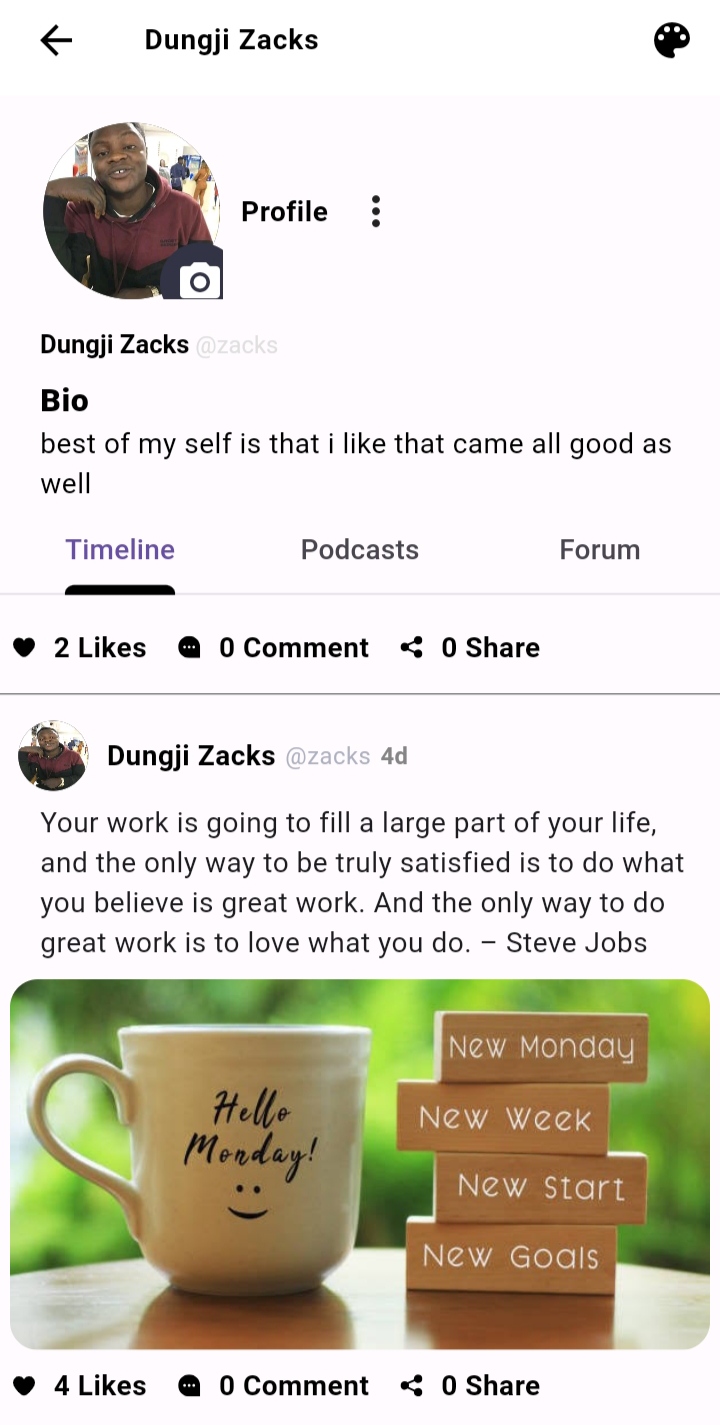 Dungji Zacks
Profile
Dungji Zacks @zacks
Bio
best of my self is that i like that came all good as
well
Timeline Podcasts Forum
2 Likes 0 Comment 0 Share
Dungji Zacks @zacks 4d
Your work is going to fill a large part of your life,
and the only way to be truly satisfied is to do what
you believe is great work. And the only way to do
great work is to love what you do. – Steve Jobs
Hello
Monday!
New Monday
New Week
New Start
New Goals
4 Likes 0 Comment 0 Share